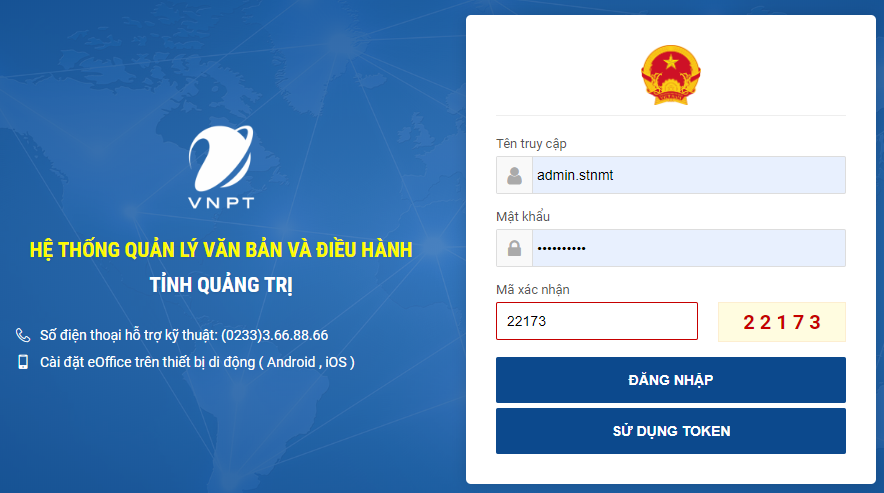 VNPT
HỆ THỐNG QUẢN LÝ VĂN BẢN VÀ ĐIỀU HÀNH
TỈNH QUẢNG TRỊ
Số điện thoại hỗ trợ kỹ thuật: (0233)3.66.88.66
Cài đặt eOffice trên thiết bị di động ( Android , iOS )
Tên truy cập
admin.stnmt
Mật khẩu
••••••••••
Mã xác nhận
22173
22173
ĐĂNG NHẬP
SỬ DỤNG TOKEN